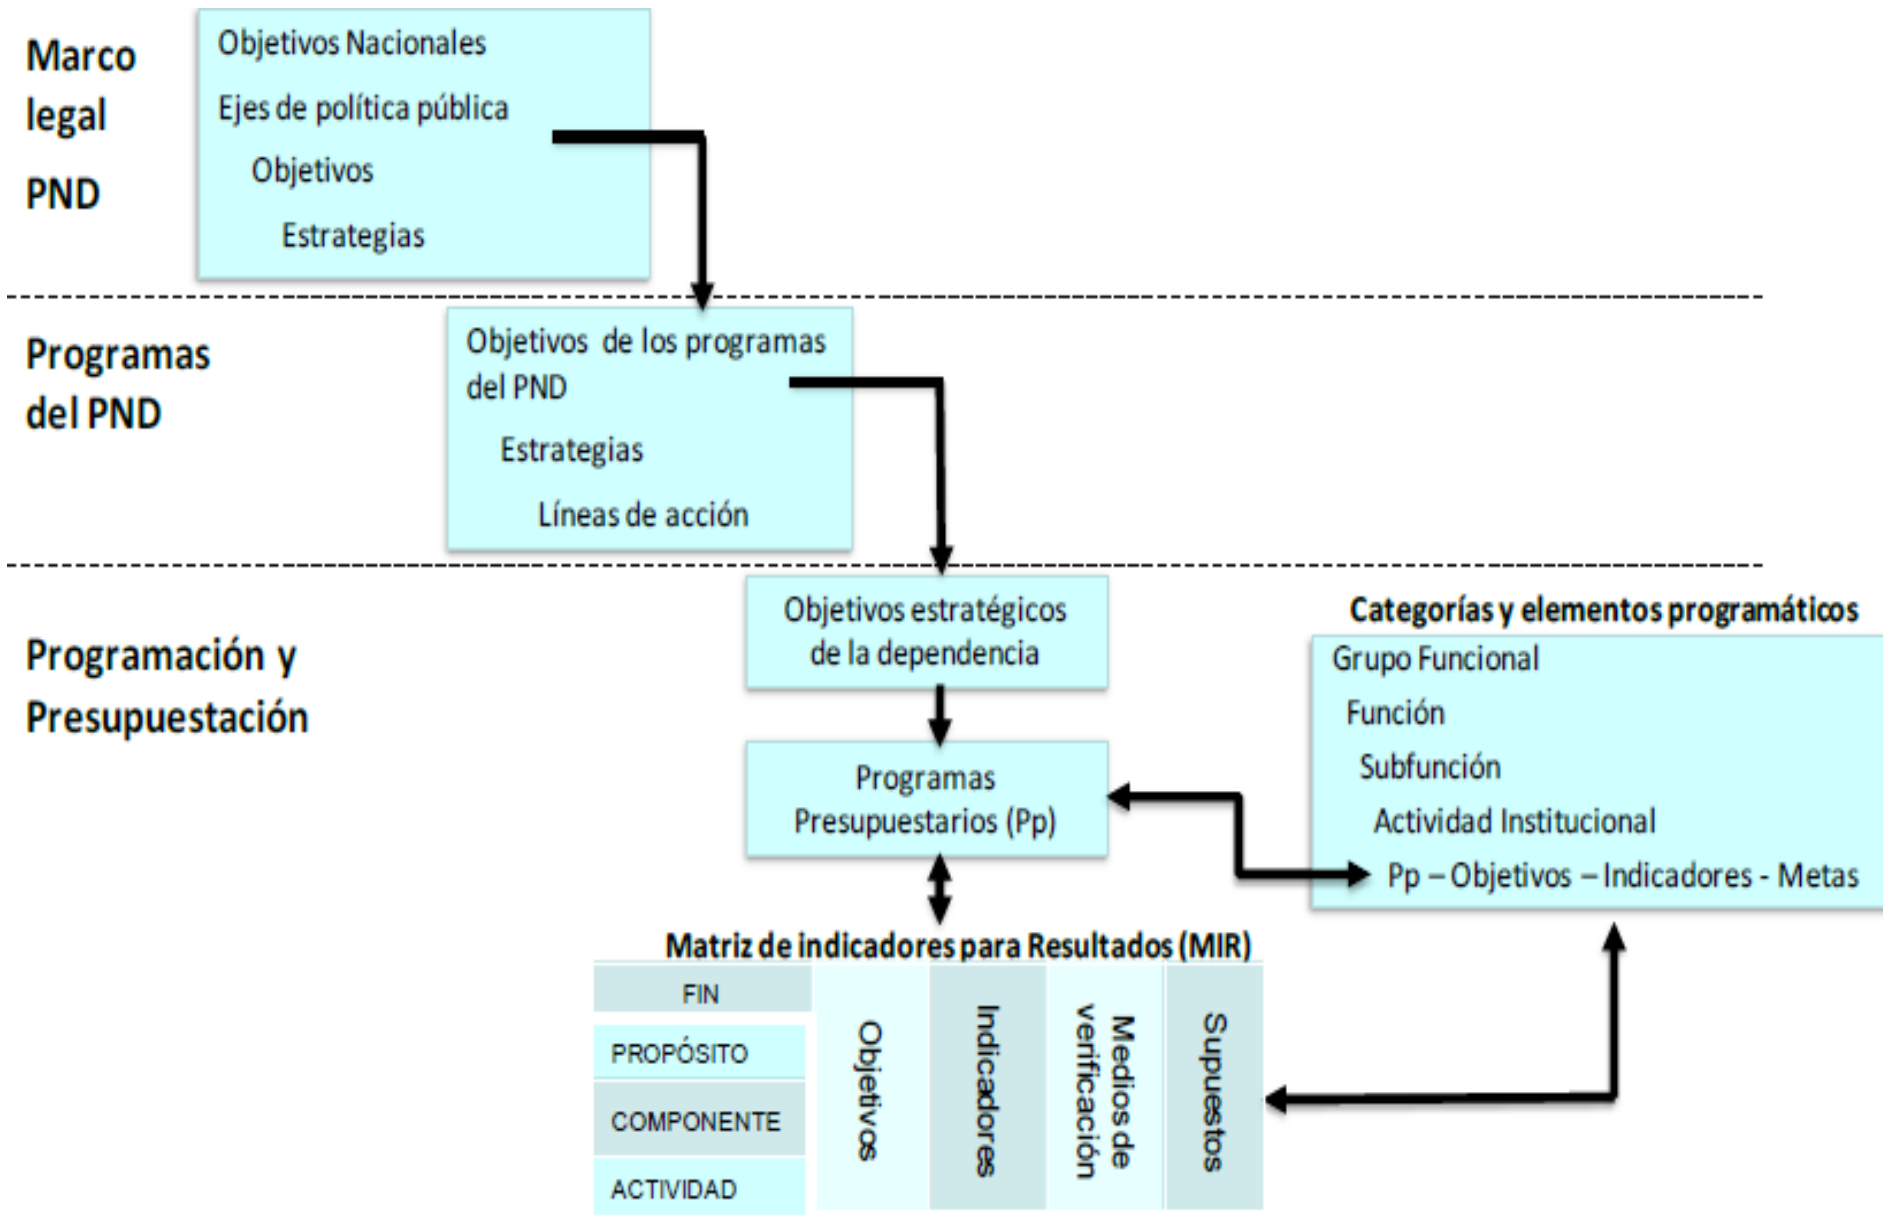 Marco
legal
PND
Objetivos Nacionales
Ejes de política pública
Objetivos
Estrategias
Programas
del PND
Objetivos de los programas
del PND
Estrategias
Líneas de acción
Programación y
Presupuestación
Objetivos estratégicos
de la dependencia
Programas
Presupuestarios (Pp)
Categorías y elementos programáticos
Grupo Funcional
Función
Subfunción
Actividad Institucional
Pp – Objetivos – Indicadores - Metas
Matriz de indicadores para Resultados (MIR)
FIN
PROPÓSITO
COMPONENTE
ACTIVIDAD
Objetivos
Indicadores
Medios de
verificación
Supuestos